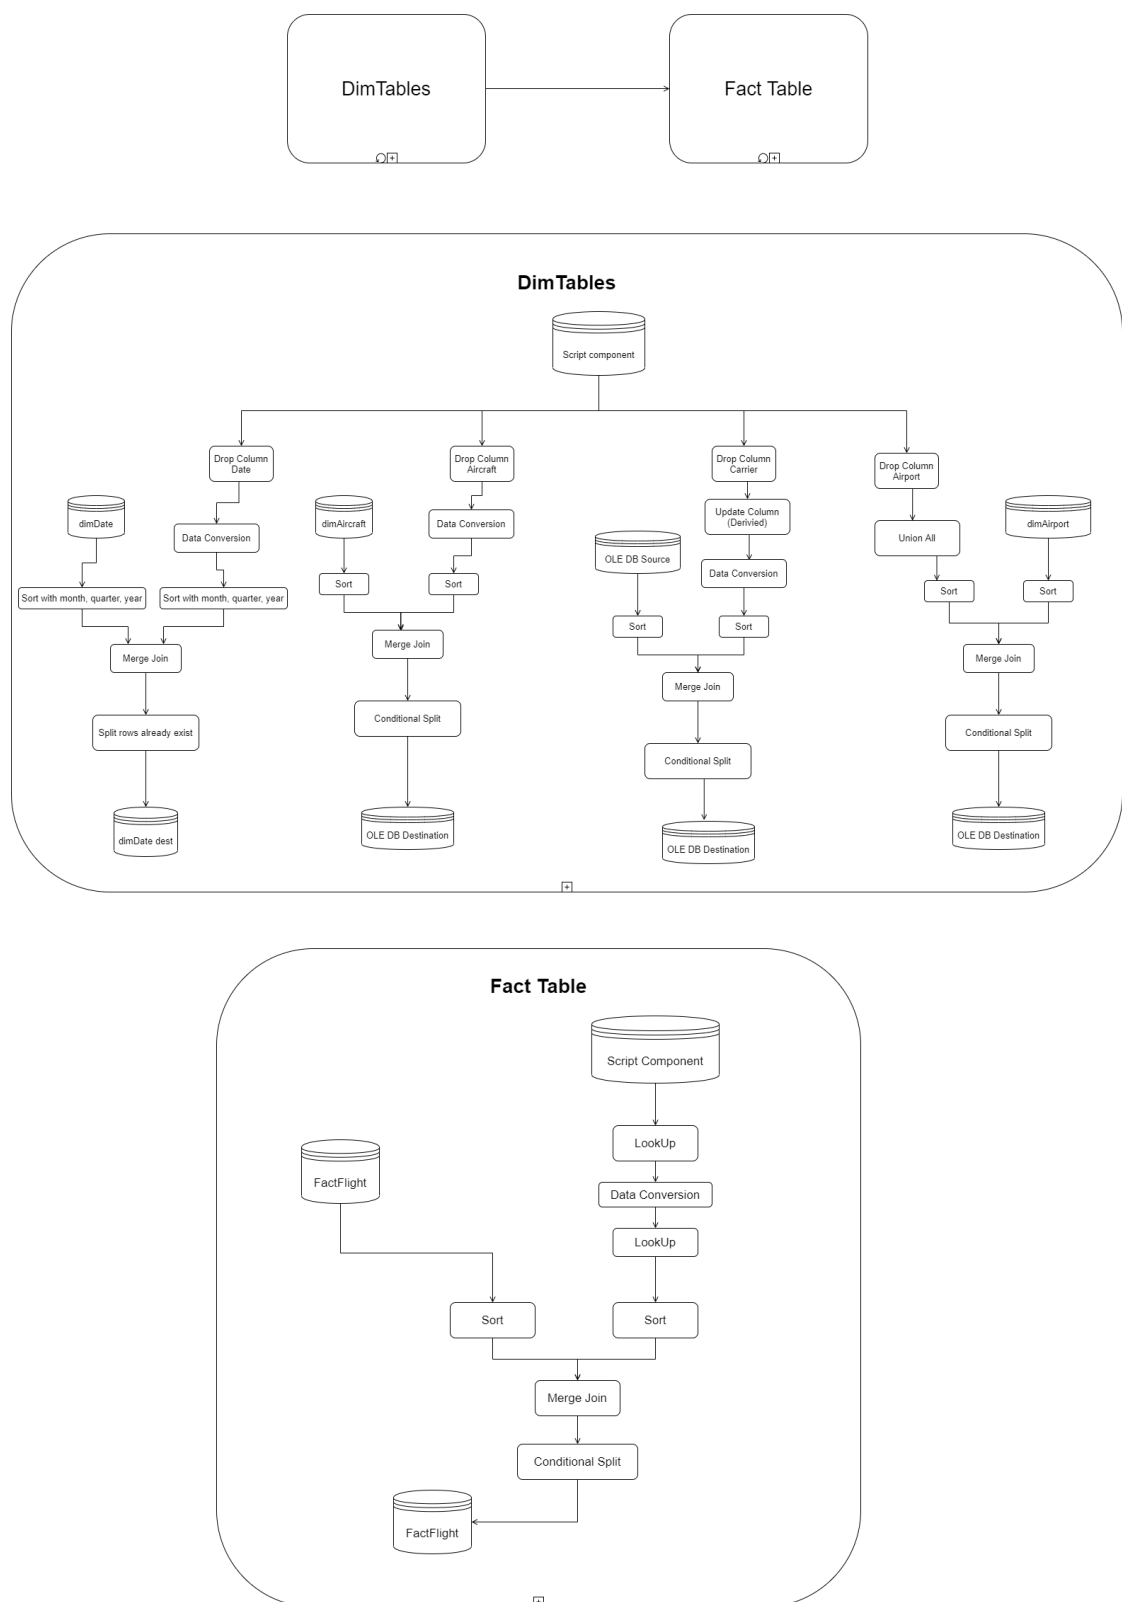 DimTables
Fact Table
DimTables
Script component
Drop Column
Date
Drop Column
Aircraft
Drop Column
Carrier
Drop Column
Airport
dimDate
Data Conversion
dimAircraft
Data Conversion
Update Column
(Derivied)
OLE DB Source
Data Conversion
Union All
dimAirport
Sort with month, quarter, year
Sort with month, quarter, year
Sort
Sort
Sort
Sort
Sort
Sort
Merge Join
Merge Join
Merge Join
Merge Join
Split rows already exist
Conditional Split
Conditional Split
Conditional Split
dimDate dest
OLE DB Destination
OLE DB Destination
OLE DB Destination
Fact Table
Script Component
LookUp
FactFlight
Data Conversion
LookUp
Sort
Sort
Merge Join
Conditional Split
FactFlight